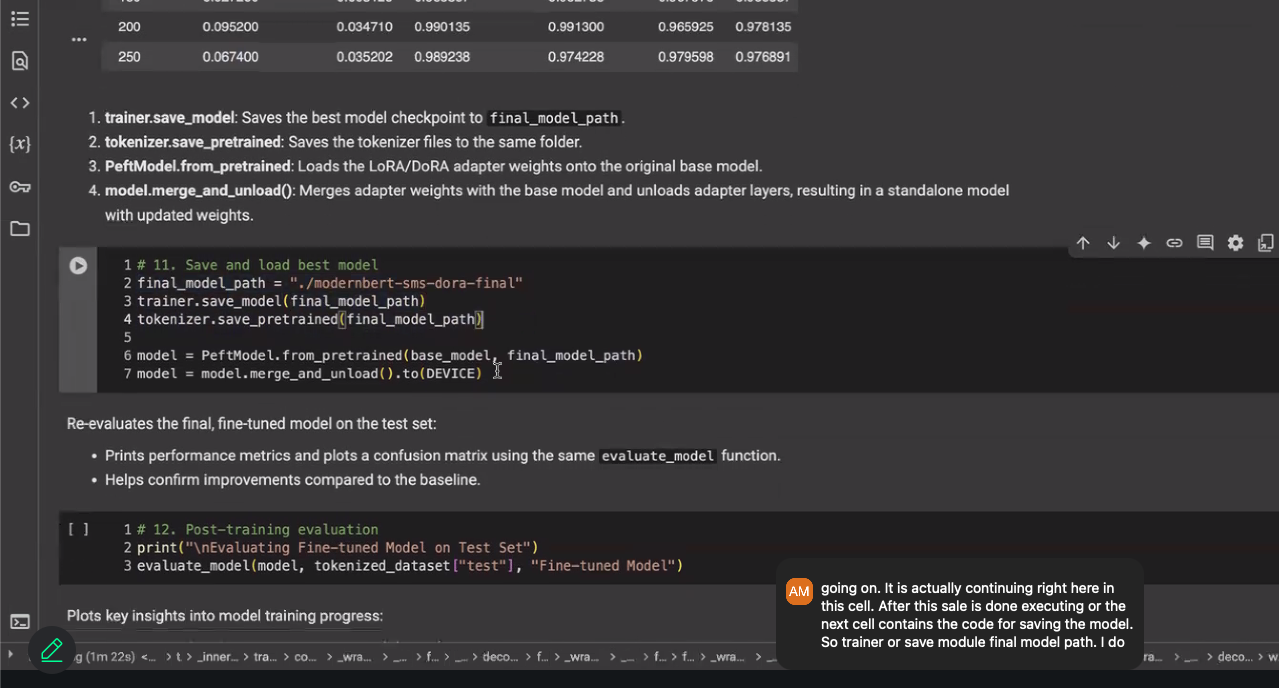 200 0.095200 0.034710 0.990135 0.991300 0.965925 0.978135
250 0.067400 0.035202 0.989238 0.974228 0.979598 0.976891
1. trainer.save_model: Saves the best model checkpoint to final_model_path.
2. tokenizer.save_pretrained: Saves the tokenizer files to the same folder.
3. PeftModel.from_pretrained: Loads the LoRA/DoRA adapter weights onto the original base model.
4. model.merge_and_unload(): Merges adapter weights with the base model and unloads adapter layers, resulting in a standalone model
with updated weights.
1 # 11. Save and load best model
2 final_model_path = "./modernbert-sms-dora-final"
3 trainer.save_model(final_model_path)
4 tokenizer.save_pretrained(final_model_path)
5
6 model = PeftModel.from_pretrained(base_model, final_model_path)
7 model = model.merge_and_unload().to(DEVICE)
Re-evaluates the final, fine-tuned model on the test set:
• Prints performance metrics and plots a confusion matrix using the same evaluate_model function.
• Helps confirm improvements compared to the baseline.
[ ] 1 # 12. Post-training evaluation
2 print("\nEvaluating Fine-tuned Model on Test Set")
3 evaluate_model(model, tokenized_dataset["test"], "Fine-tuned Model")
Plots key insights into model training progress:
AM
going on. It is actually continuing right here in
this cell. After this sale is done executing or the
next cell contains the code for saving the model.
So trainer or save module final model path. I do
(1m 22s) <... > t > _inner... > tra... > co... > _wra... > _... > f... > _... > deco... > f... > _wra... > _... > f... > f... > _wra... > _...
ra... > _... > deco... > w